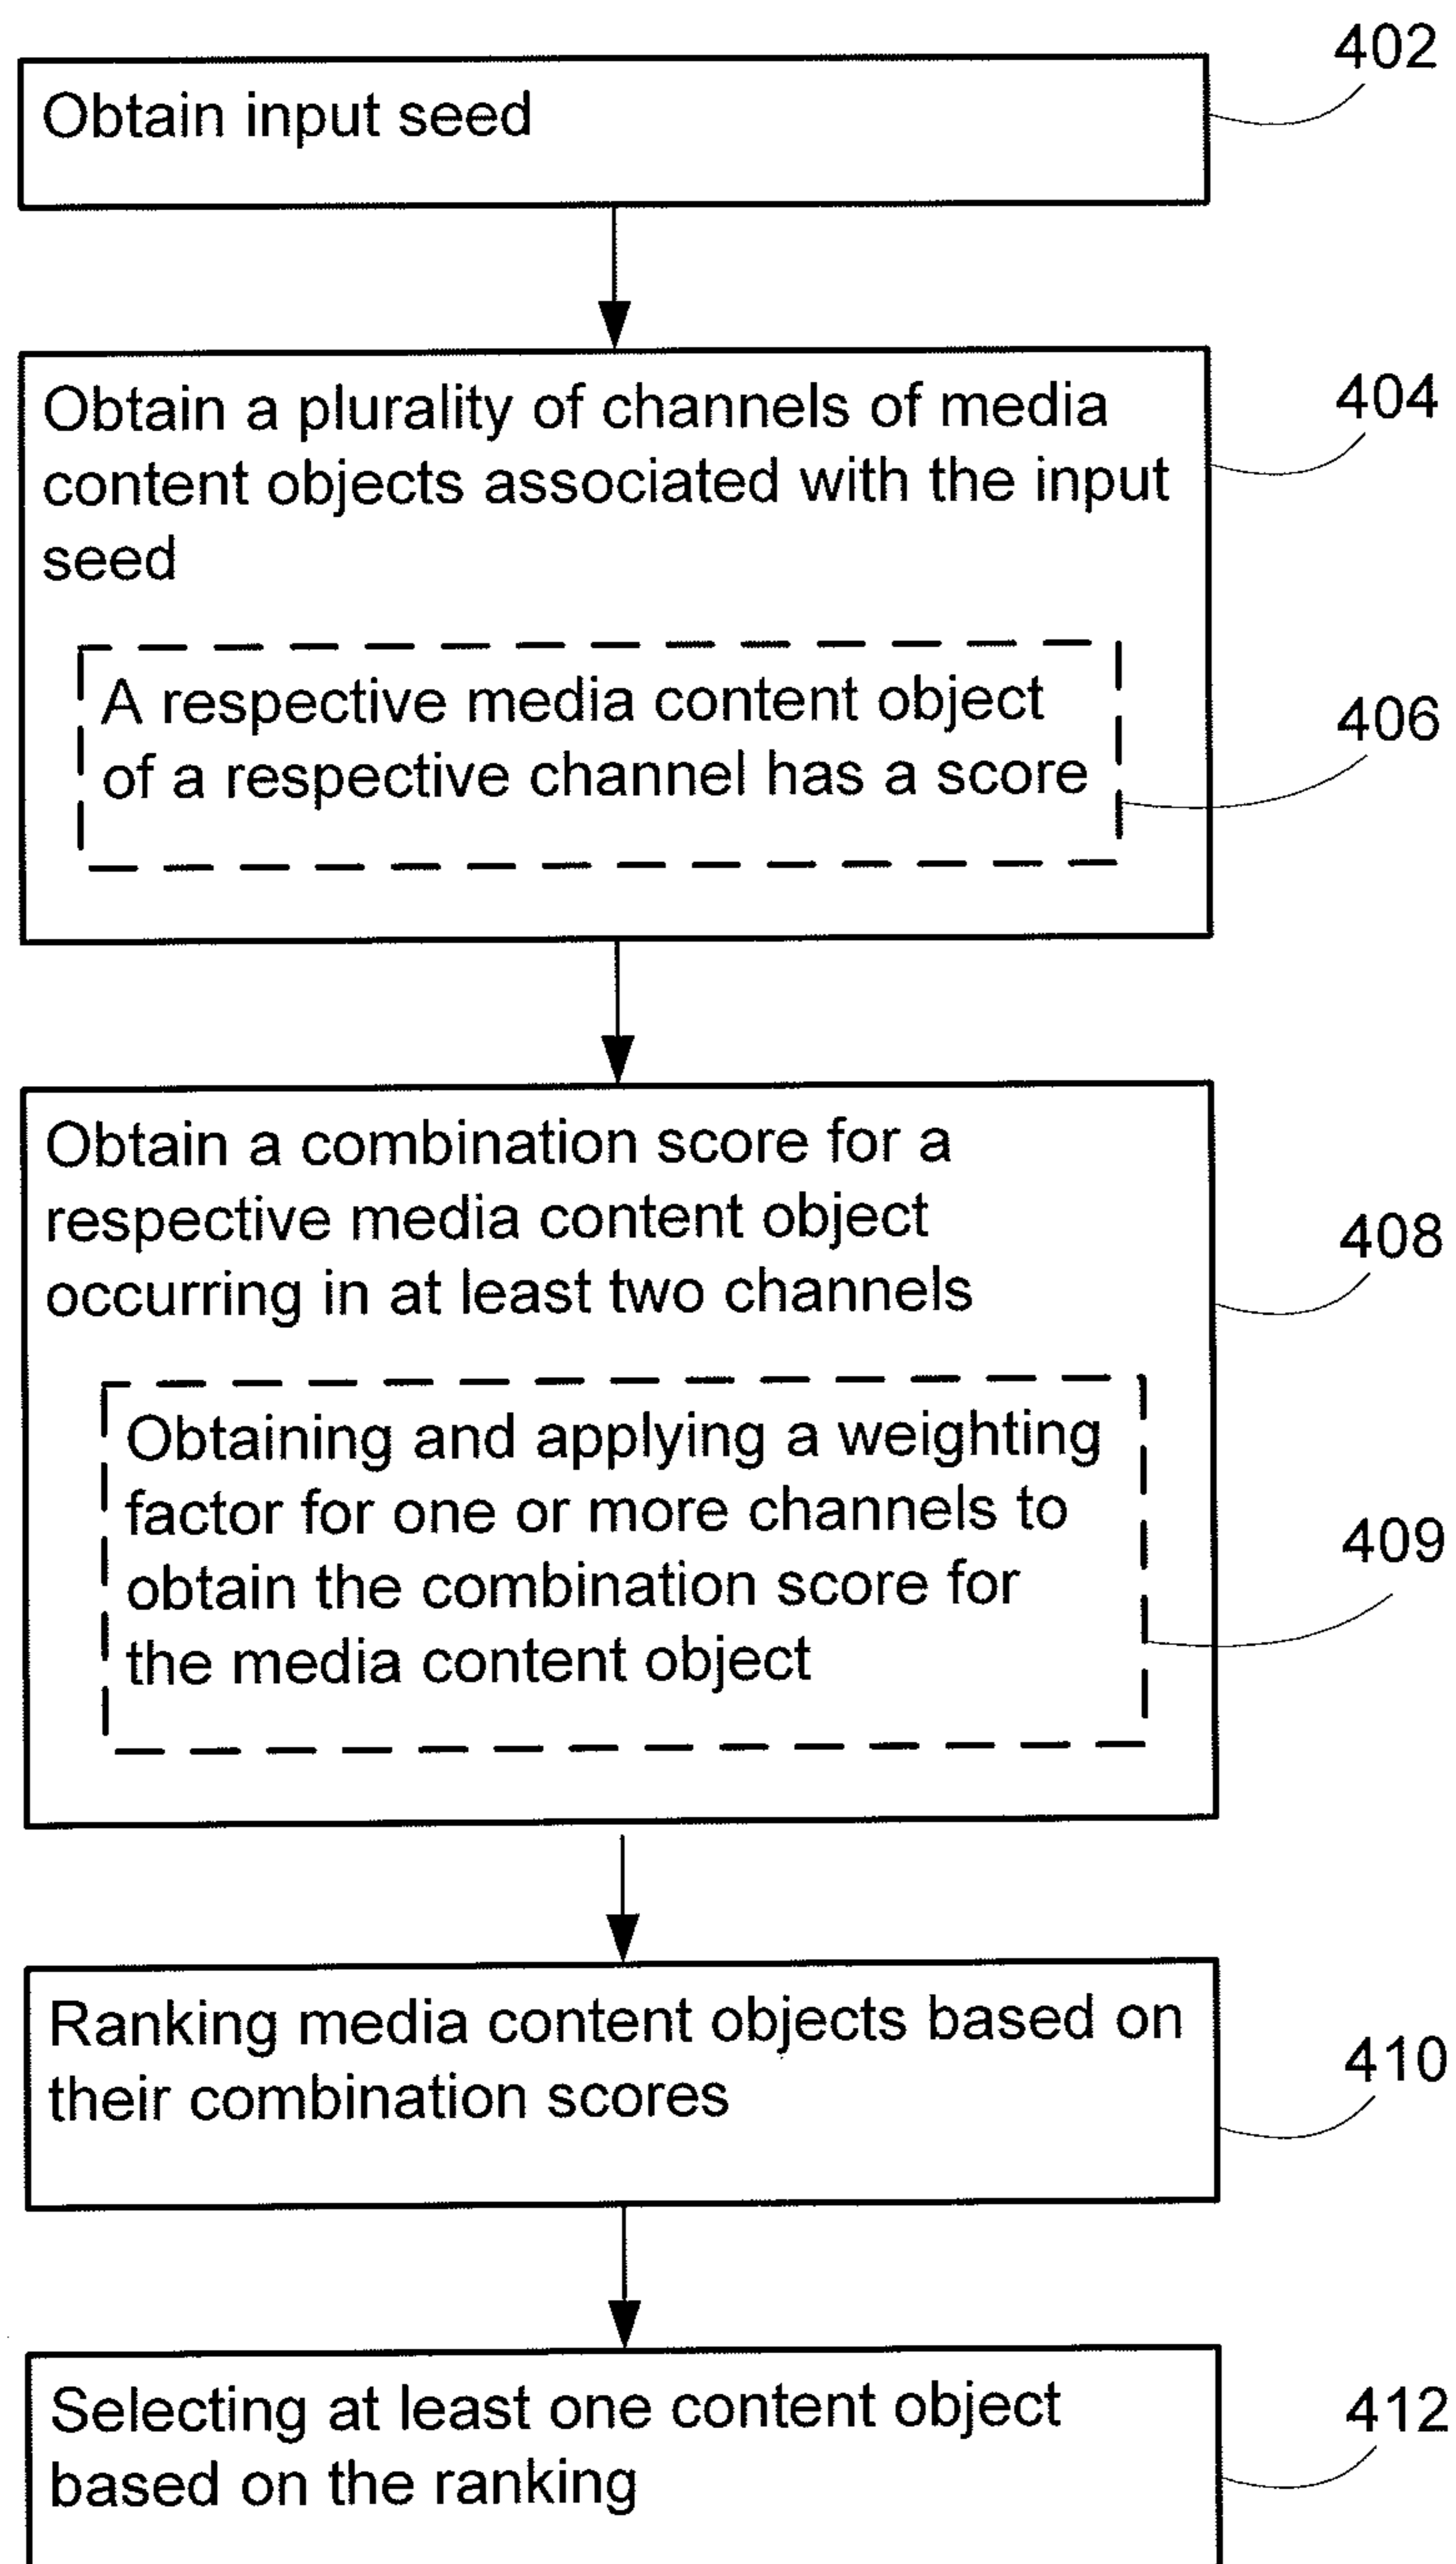 402
Obtain input seed
404
Obtain a plurality of channels of media
content objects associated with the input
seed
A respective media content object
of a respective channel has a score
406
Obtain a combination score for a
respective media content object
occurring in at least two channels
408
Obtaining and applying a weighting
factor for one or more channels to
obtain the combination score for
the media content object
409
Ranking media content objects based on
their combination scores
410
Selecting at least one content object
based on the ranking
412